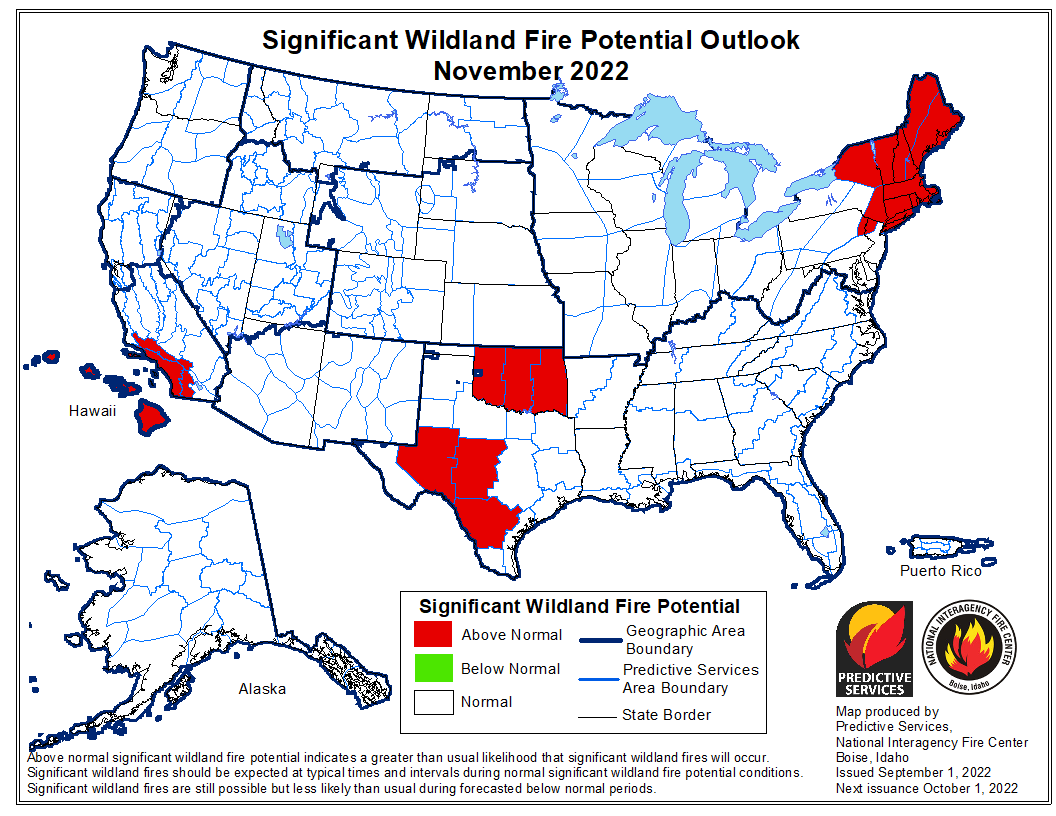 Significant Wildland Fire Potential Outlook
November 2022
Hawaii
Alaska
Puerto Rico
Significant Wildland Fire Potential
Above Normal
Below Normal
Normal
Geographic Area
Boundary
Predictive Services
Area Boundary
State Border
PREDICTIVE
SERVICES
NATIONAL INTERAGENCY FIRE CENTER
Boise, Idaho
Map produced by
Predictive Services,
National Interagency Fire Center
Boise, Idaho
Issued September 1, 2022
Next issuance October 1, 2022
Above normal significant wildland fire potential indicates a greater than usual likelihood that significant wildland fires will occur.
Significant wildland fires should be expected at typical times and intervals during normal significant wildland fire potential conditions.
Significant wildland fires are still possible but less likely than usual during forecasted below normal periods.